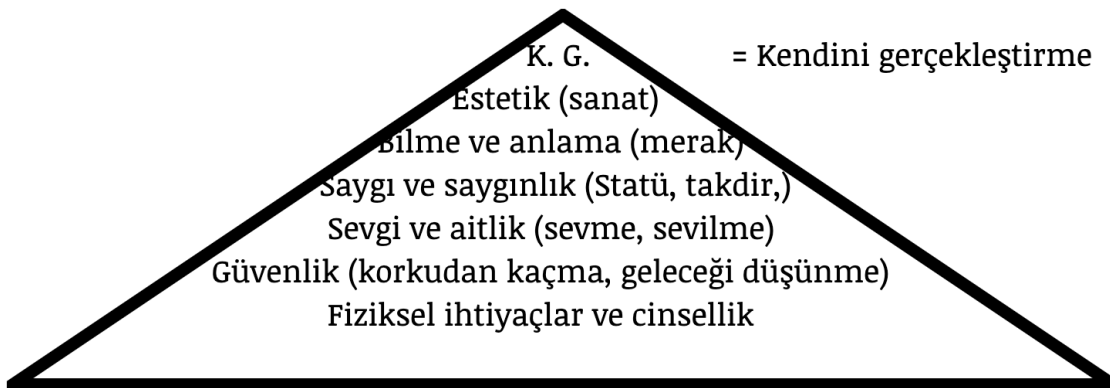 K. G. = Kendini gerçekleştirme
Estetik (sanat)
Bilme ve anlama (merak)
Saygı ve saygınlık (Statü, takdir,)
Sevgi ve aitlik (sevme, sevilme)
Güvenlik (korkudan kaçma, geleceği düşünme)
Fiziksel ihtiyaçlar ve cinsellik